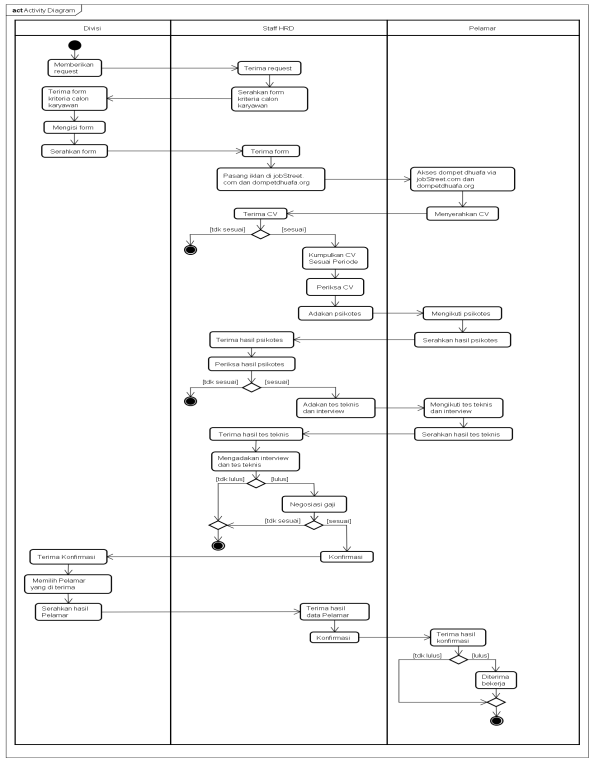 act Activity Diagram
Divisi
Staff HRD
Pelamar
Memberikan
request
Terima request
Terima form
kriteria calon
karyawan
Serahkan form
kriteria calon
karyawan
Mengisi form
Serahkan form
Terima form
Pasang iklan di jobStreet,
com dan dompetdhuafa.org
Akses dompet dhuafa via
jobStreet.com dan
dompetdhuafa.org
Terima CV
Menyerahkan CV
[tdk sesuai]
[sesuai]
Kumpulkan CV
Sesuai Periode
Periksa CV
Adakan psikotes
Mengikuti psikotes
Terima hasil psikotes
Serahkan hasil psikotes
Periksa hasil psikotes
[tdk sesuai]
[sesuai]
Adakan tes teknis
dan interview
Mengikuti tes teknis
dan interview
Terima hasil tes teknis
Serahkan hasil tes teknis
Mengadakan interview
dan tes teknis
[tdk lulus]
[lulus]
Negosiasi gaji
[tdk sesuai]
[sesuai]
Terima Konfirmasi
Konfirmasi
Memilih Pelamar
yang di terima
Serahkan hasil
Pelamar
Terima hasil
data Pelamar
Konfirmasi
Terima hasil
konfirmasi
[tdk lulus]
[lulus]
Diterima
bekerja